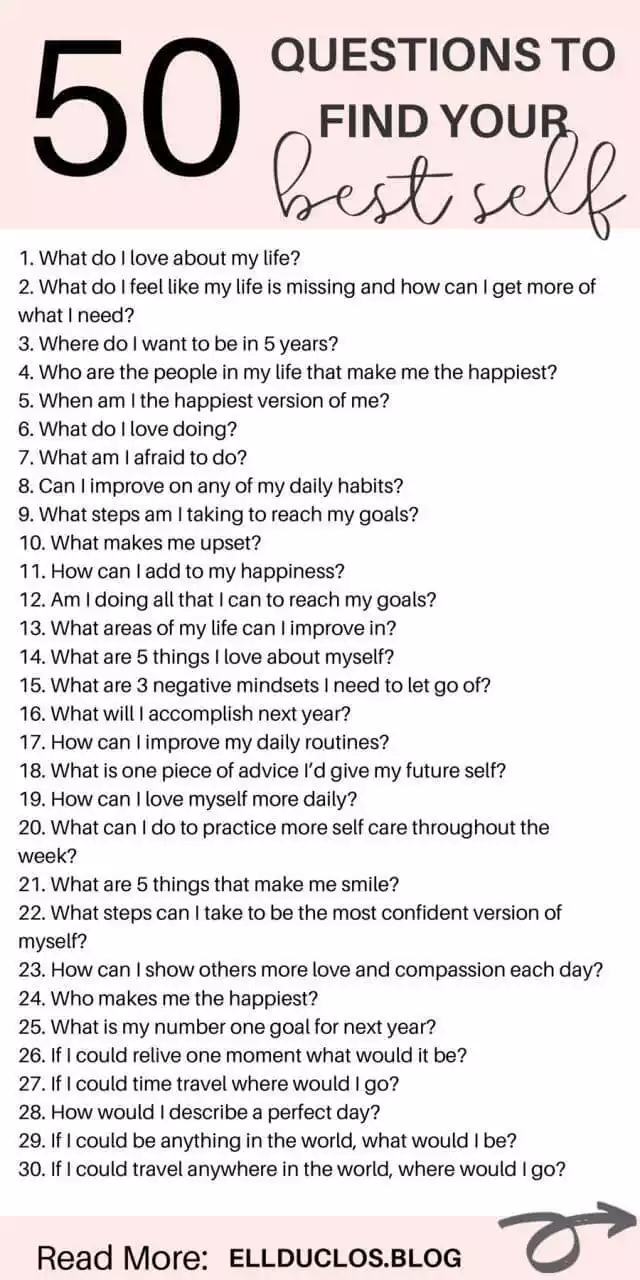 50
QUESTIONS TO
FIND YOUR
best self
1. What do I love about my life?
2. What do I feel like my life is missing and how can I get more of
what I need?
3. Where do I want to be in 5 years?
4. Who are the people in my life that make me the happiest?
5. When am I the happiest version of me?
6. What do I love doing?
7. What am I afraid to do?
8. Can I improve on any of my daily habits?
9. What steps am I taking to reach my goals?
10. What makes me upset?
11. How can I add to my happiness?
12. Am I doing all that I can to reach my goals?
13. What areas of my life can I improve in?
14. What are 5 things I love about myself?
15. What are 3 negative mindsets I need to let go of?
16. What will I accomplish next year?
17. How can I improve my daily routines?
18. What is one piece of advice I'd give my future self?
19. How can I love myself more daily?
20. What can I do to practice more self care throughout the
week?
21. What are 5 things that make me smile?
22. What steps can I take to be the most confident version of
myself?
23. How can I show others more love and compassion each day?
24. Who makes me the happiest?
25. What is my number one goal for next year?
26. If I could relive one moment what would it be?
27. If I could time travel where would I go?
28. How would I describe a perfect day?
29. If I could be anything in the world, what would I be?
30. If I could travel anywhere in the world, where would I go?
Read More: ELLDUCLOS.BLOG